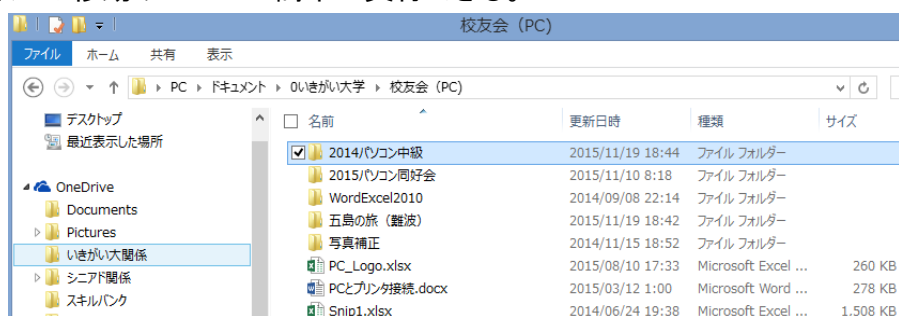 校友会（PC）
ファイル ホーム 共有 表示
PC ドキュメント 0いきがい大学 校友会（PC）
デスクトップ
最近表示した場所
OneDrive
Documents
Pictures
いきがい大関係
シニアド関係
スキルバンク
名前 更新日時 種類 サイズ
2014パソコン中級 2015/11/19 18:44 ファイル フォルダー
2015パソコン同好会 2015/11/10 8:18 ファイル フォルダー
WordExcel2010 2014/09/08 22:14 ファイル フォルダー
五島の旅（難波） 2015/11/19 18:42 ファイル フォルダー
写真補正 2014/11/15 18:52 ファイル フォルダー
PC_Logo.xlsx 2015/08/10 17:33 Microsoft Excel ... 260 KB
PCとプリンタ接続.docx 2015/03/12 1:00 Microsoft Word ... 278 KB
Snip1.xlsx 2014/06/24 19:38 Microsoft Excel ... 1,508 KB